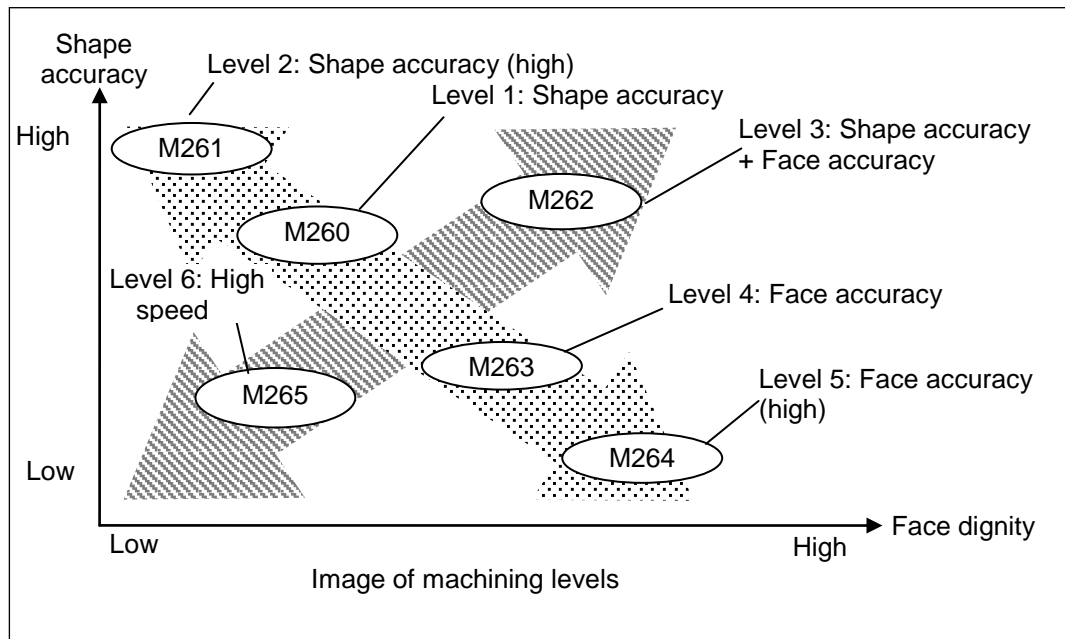 Shape
accuracy
Level 2: Shape accuracy (high)
Level 1: Shape accuracy
High
M261
Level 3: Shape accuracy
+ Face accuracy
M262
M260
Level 6: High
speed
Level 4: Face accuracy
M263
M265
Level 5: Face accuracy
(high)
M264
Low
Low
High
Face dignity
Image of machining levels